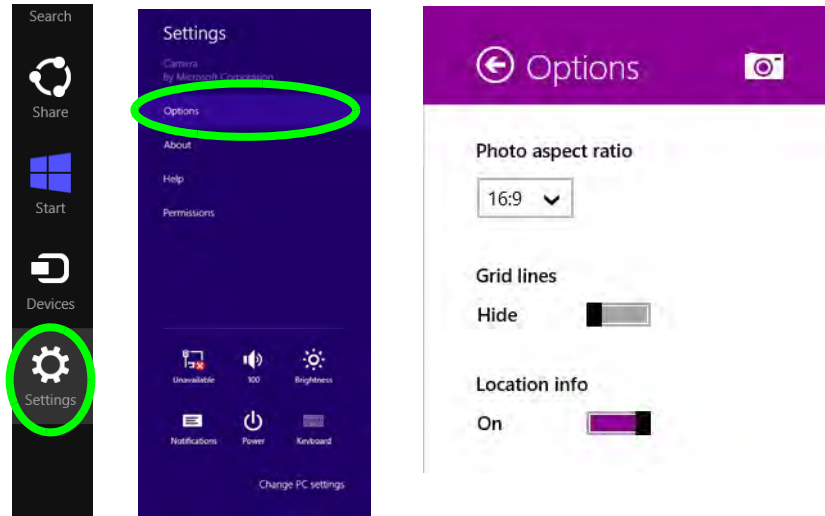 Search
Share
Start
Devices
Settings
Settings
Camera
By Microsoft Corporation
Options
About
Help
Permissions
Unavailable
100
Brightness
Notifications
Power
Keyboard
Change PC settings
Options
Photo aspect ratio
16:9
Grid lines
Hide
Location info
On